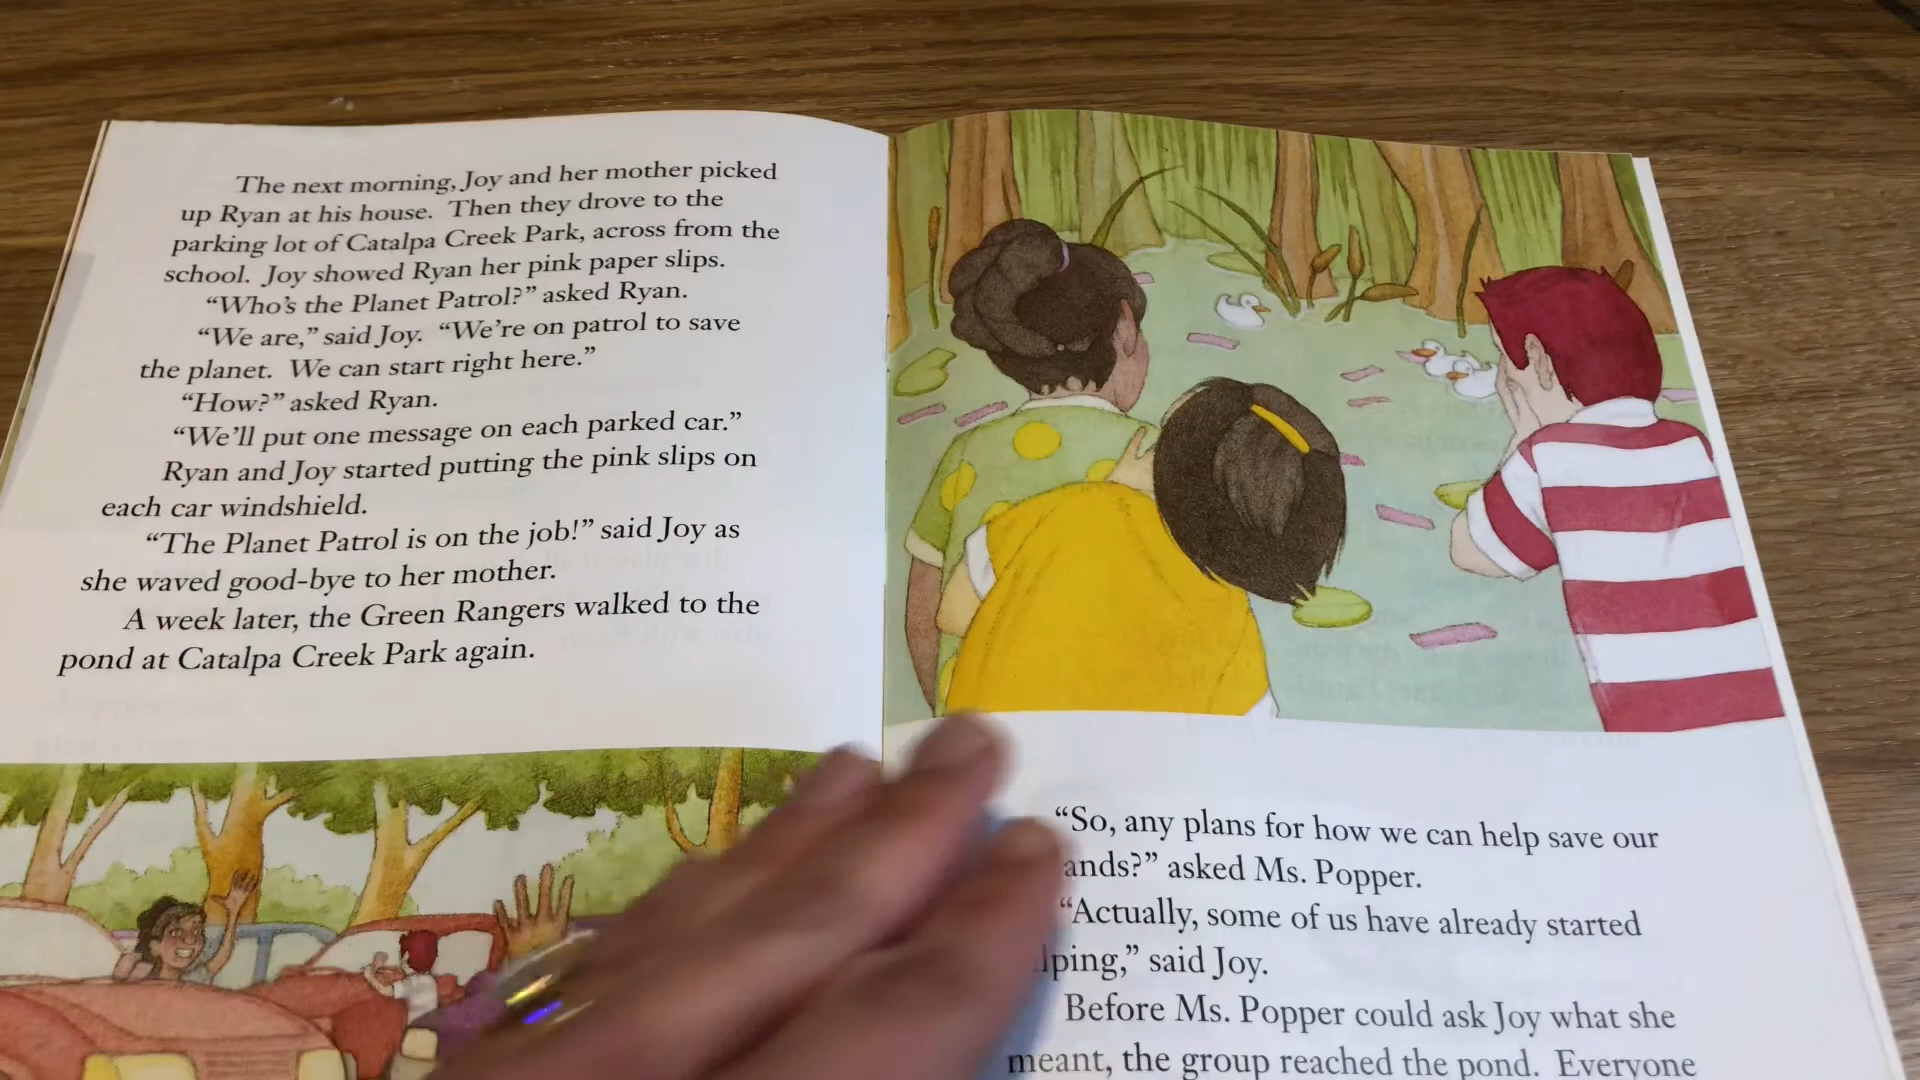 The next morning, Joy and her mother picked
up Ryan at his house. Then they drove to the
parking lot of Catalpa Creek Park, across from the
school. Joy showed Ryan her pink paper slips.
“Who’s the Planet Patrol?” asked Ryan.
“We are,” said Joy. “We’re on patrol to save
the planet. We can start right here.”
“How?” asked Ryan.
“We’ll put one message on each parked car.”
Ryan and Joy started putting the pink slips on
each car windshield.
“The Planet Patrol is on the job!” said Joy as
she waved good-bye to her mother.
A week later, the Green Rangers walked to the
pond at Catalpa Creek Park again.
“So, any plans for how we can help save our
ands?” asked Ms. Popper.
“Actually, some of us have already started
lping,” said Joy.
Before Ms. Popper could ask Joy what she
meant, the group reached the pond. Everyone